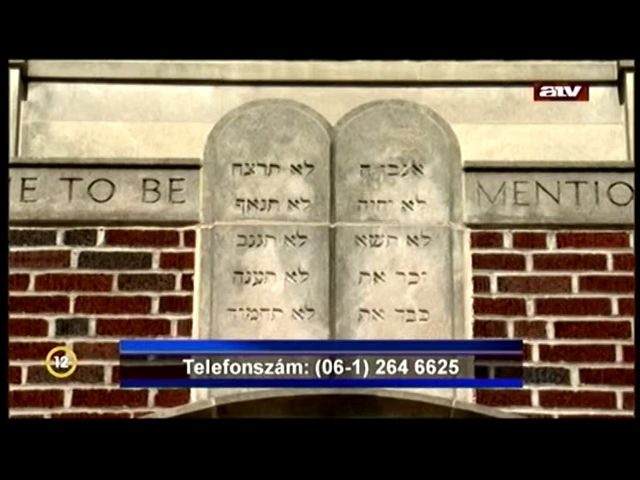 atv
VE TO BE
MENTIO
אנכי ה
לא יהיה
לא תשא
זכר את
כבד את
לא תרצח
לא תנאף
לא תגנב
לא תענה
לא תחמוד
12
Telefonszám: (06-1) 264 6625